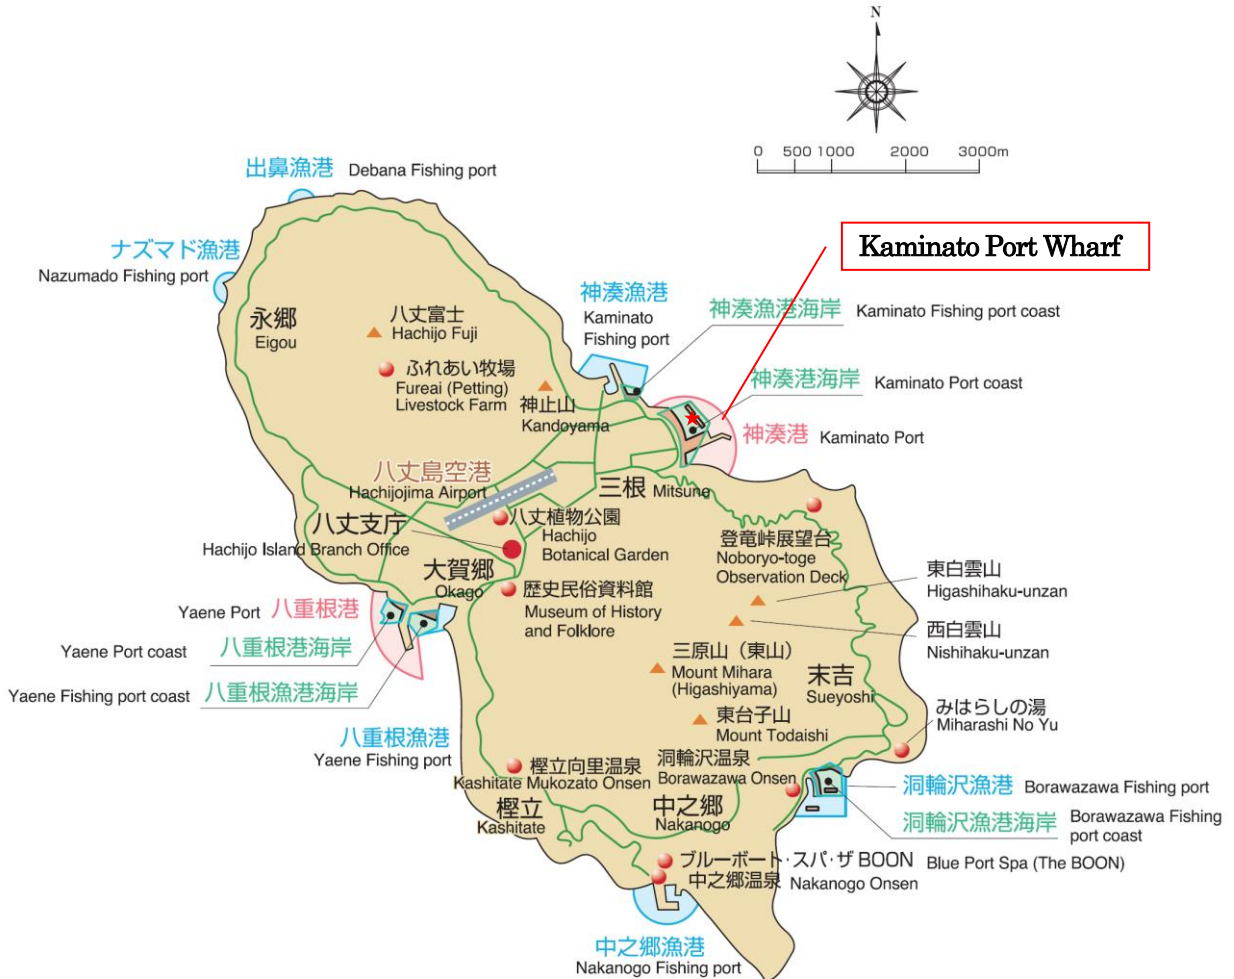 N
0 500 1000 2000 3000m
出鼻漁港 Debana Fishing port
Kaminato Port Wharf
ナズマド漁港
Nazumado Fishing port
神湊漁港
Kaminato
Fishing port
神湊漁港海岸 Kaminato Fishing port coast
永郷
Eigou
八丈富士
Hachijo Fuji
ふれあい牧場
Fureai (Petting)
Livestock Farm
神止山
Kandoyama
神湊港海岸 Kaminato Port coast
神湊港 Kaminato Port
八丈島空港
Hachijojima Airport
三根 Mitsune
八丈支庁
Hachijo Island Branch Office
八丈植物公園
Hachijo
Botanical Garden
登竜峠展望台
Noboryo-toge
Observation Deck
大賀郷
Okago
歴史民俗資料館
Museum of History
and Folklore
東白雲山
Higashihaku-unzan
西白雲山
Nishihaku-unzan
Yaene Port 八重根港
Yaene Port coast 八重根港海岸
Yaene Fishing port coast 八重根漁港海岸
三原山（東山）
Mount Mihara
(Higashiyama)
末吉
Sueyoshi
東台子山
Mount Todaishi
みはらしの湯
Miharashi No Yu
八重根漁港
Yaene Fishing port
樫立向里温泉
Kashitate Mukozato Onsen
洞輪沢温泉
Borawazawa Onsen
樫立
Kashitate
中之郷
Nakanogo
洞輪沢漁港 Borawazawa Fishing port
洞輪沢漁港海岸 Borawazawa Fishing
port coast
ブルーポート・スパ・ザ BOON Blue Port Spa (The BOON)
中之郷温泉 Nakanogo Onsen
中之郷漁港
Nakanogo Fishing port